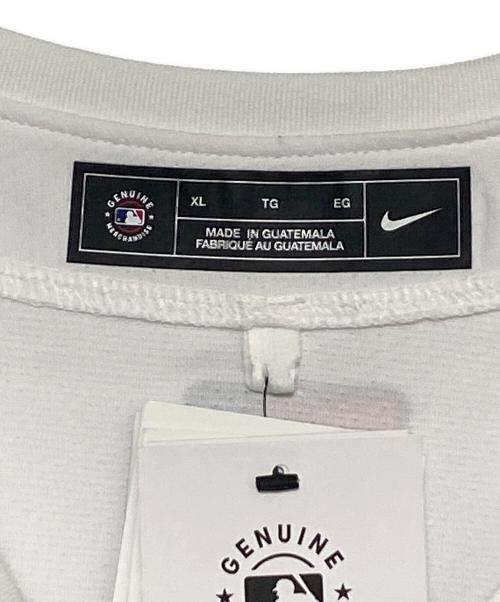 GENUINE
MERCHANDISE
XL TG EG
MADE IN GUATEMALA
FABRIQUÉ AU GUATEMALA
GENUINE